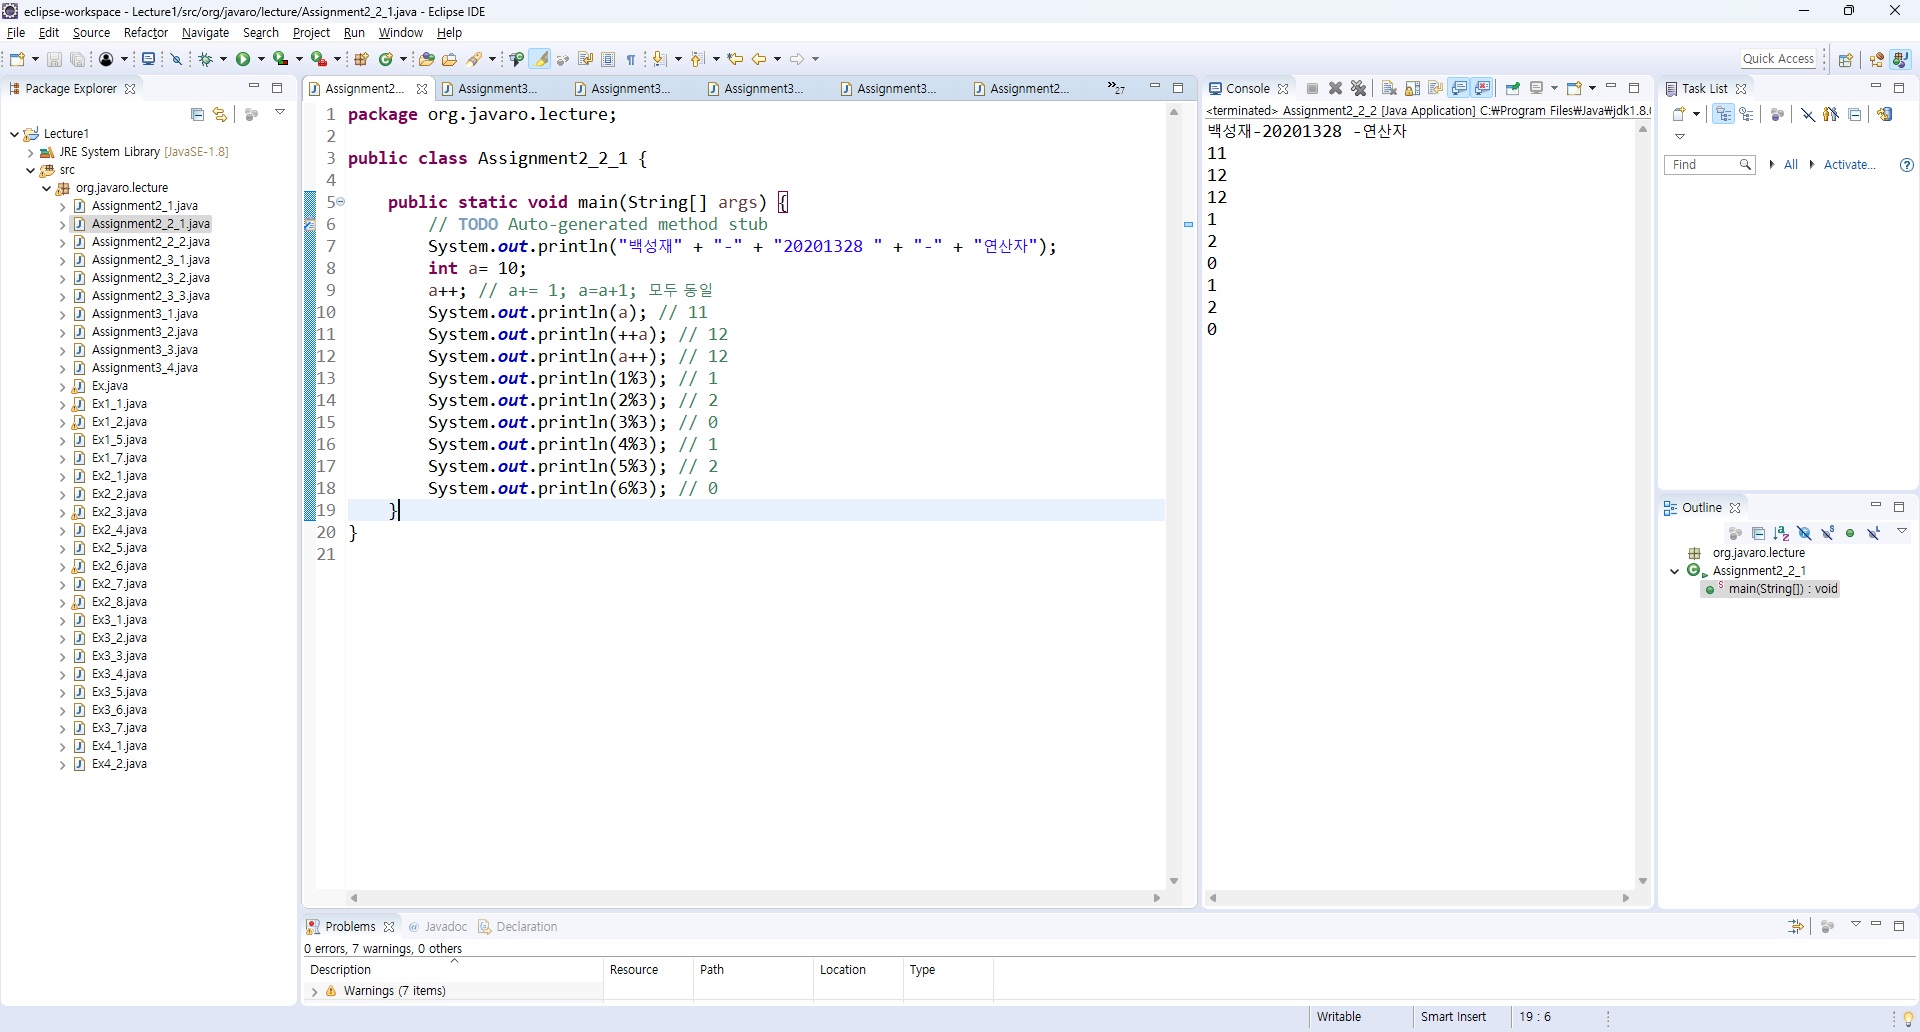 eclipse-workspace - Lecture1/src/org/javaro/lecture/Assignment2_2_1.java - Eclipse IDE
File Edit Source Refactor Navigate Search Project Run Window Help
Quick Access
Package Explorer
Lecture1
JRE System Library [JavaSE-1.8]
src
org.javaro.lecture
Assignment2_1.java
Assignment2_2_1.java
Assignment2_2_2.java
Assignment2_3_1.java
Assignment2_3_2.java
Assignment2_3_3.java
Assignment3_1.java
Assignment3_2.java
Assignment3_3.java
Assignment3_4.java
Ex.java
Ex1_1.java
Ex1_2.java
Ex1_5.java
Ex1_7.java
Ex2_1.java
Ex2_2.java
Ex2_3.java
Ex2_4.java
Ex2_5.java
Ex2_6.java
Ex2_7.java
Ex2_8.java
Ex3_1.java
Ex3_2.java
Ex3_3.java
Ex3_4.java
Ex3_5.java
Ex3_6.java
Ex3_7.java
Ex4_1.java
Ex4_2.java
Assignment2... Assignment3... Assignment3... Assignment3... Assignment3... Assignment2... »27
1 package org.javaro.lecture;
2
3 public class Assignment2_2_1 {
4
5 public static void main(String[] args) {
6 // TODO Auto-generated method stub
7 System.out.println("백성재" + "-" + "20201328 " + "-" + "연산자");
8 int a= 10;
9 a++; // a+= 1; a=a+1; 모두 동일
10 System.out.println(a); // 11
11 System.out.println(++a); // 12
12 System.out.println(a++); // 12
13 System.out.println(1%3); // 1
14 System.out.println(2%3); // 2
15 System.out.println(3%3); // 0
16 System.out.println(4%3); // 1
17 System.out.println(5%3); // 2
18 System.out.println(6%3); // 0
19 }
20 }
21
Console
<terminated> Assignment2_2_2 [Java Application] C:₩Program Files₩Java₩jdk1.8.0
백성재-20201328 -연산자
11
12
12
1
2
0
1
2
0
Task List
Find All Activate...
Outline
org.javaro.lecture
Assignment2_2_1
main(String[]) : void
Problems @ Javadoc Declaration
0 errors, 7 warnings, 0 others
Description Resource Path Location Type
Warnings (7 items)
Writable Smart Insert 19 : 6